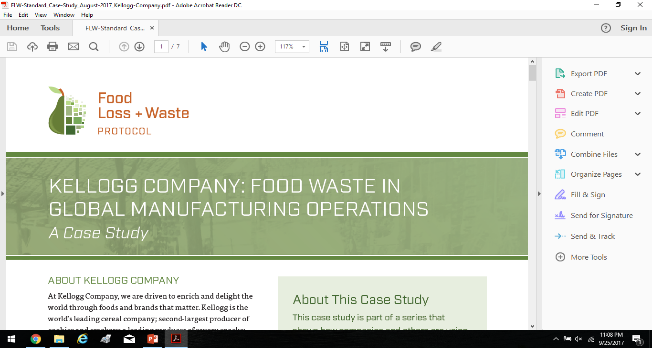 FLW-Standard_Case-Study_August-2017_Kellogg-Company.pdf - Adobe Acrobat Reader DC
File Edit View Window Help
Home Tools FLW-Standard_Cas... × Sign In
1 / 7 117%
Food
Loss + Waste
PROTOCOL
KELLOGG COMPANY: FOOD WASTE IN
GLOBAL MANUFACTURING OPERATIONS
A Case Study
ABOUT KELLOGG COMPANY
At Kellogg Company, we are driven to enrich and delight the
world through foods and brands that matter. Kellogg is the
world's leading cereal company; second-largest producer of
About This Case Study
This case study is part of a series that
Export PDF
Create PDF
Edit PDF
Comment
Combine Files
Organize Pages
Fill & Sign
Send for Signature
Send & Track
More Tools
11:08 PM
9/25/2017